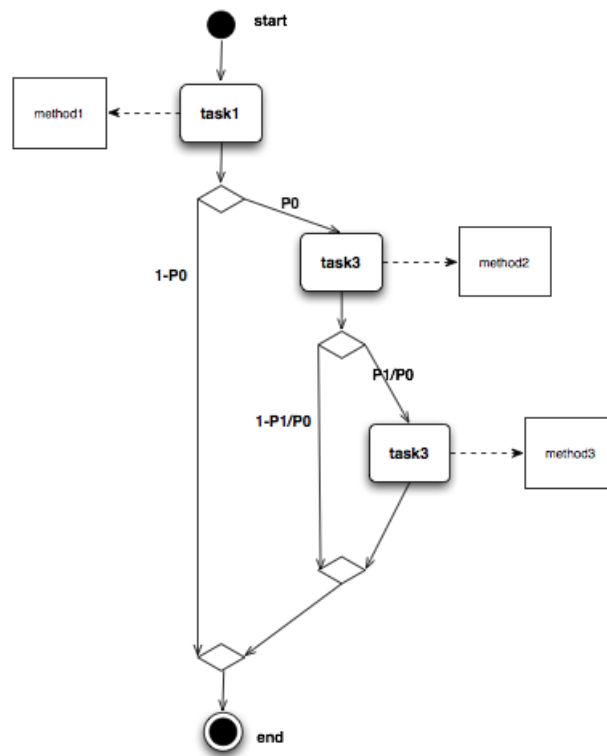 start
method1
task1
P0
task3
method2
1-P0
P1/P0
1-P1/P0
task3
method3
end